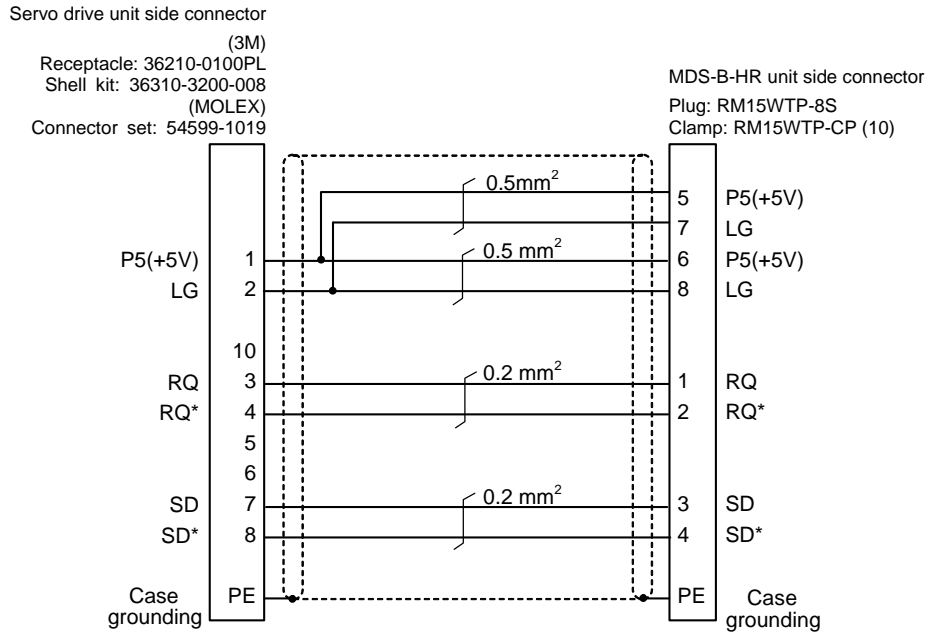 Servo drive unit side connector
(3M)
Receptacle: 36210-0100PL
Shell kit: 36310-3200-008
(MOLEX)
Connector set: 54599-1019
MDS-B-HR unit side connector
Plug: RM15WTP-8S
Clamp: RM15WTP-CP (10)
0.5mm²
5 P5(+5V)
7 LG
P5(+5V) 1 0.5 mm² 6 P5(+5V)
LG 2 8 LG
10
RQ 3 0.2 mm² 1 RQ
RQ* 4 2 RQ*
5
6
SD 7 0.2 mm² 3 SD
SD* 8 4 SD*
Case grounding PE PE Case grounding